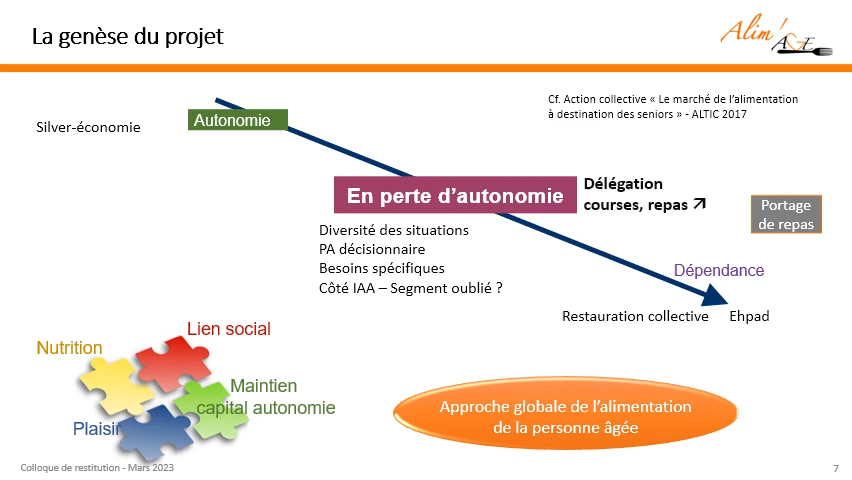 La genèse du projet
Alim'
AGE
Cf. Action collective « Le marché de l'alimentation
à destination des seniors » - ALTIC 2017
Silver-économie
Autonomie
En perte d'autonomie
Délégation
courses, repas ↗
Portage
de repas
Diversité des situations
PA décisionnaire
Besoins spécifiques
Côté IAA – Segment oublié ?
Dépendance
Restauration collective
Ehpad
Lien social
Nutrition
Maintien
capital autonomie
Plaisir
Approche globale de l'alimentation
de la personne âgée
Colloque de restitution - Mars 2023
7